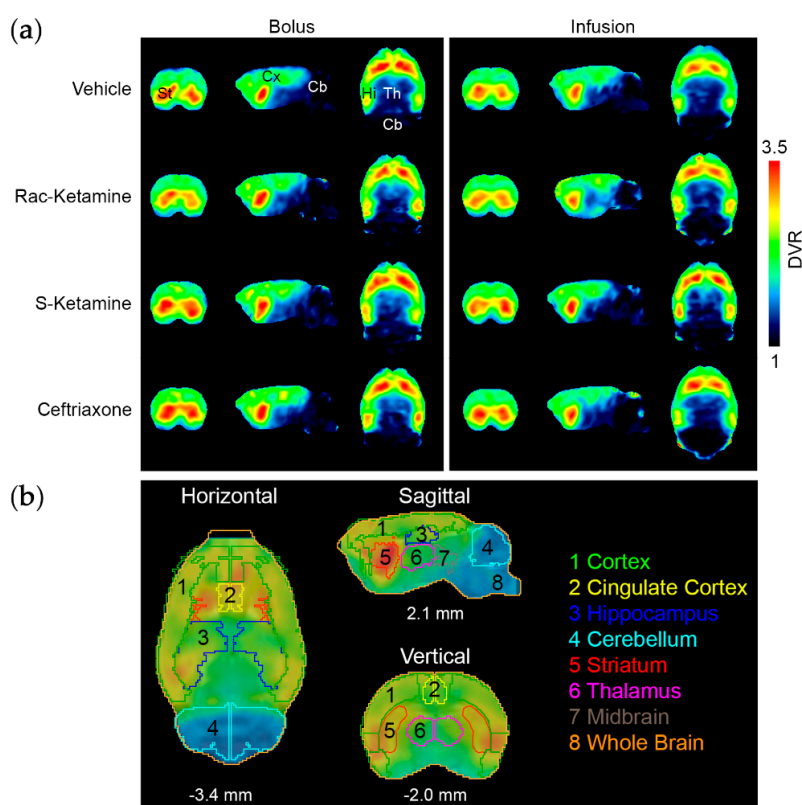 (a)
Bolus
Infusion
Vehicle
St
Cx
Cb
Hi
Th
Cb
3.5
Rac-Ketamine
DVR
S-Ketamine
1
Ceftriaxone
(b)
Horizontal
Sagittal
1
2
3
4
-3.4 mm
1
3
4
5
6
7
8
2.1 mm
Vertical
1
2
5
6
-2.0 mm
1 Cortex
2 Cingulate Cortex
3 Hippocampus
4 Cerebellum
5 Striatum
6 Thalamus
7 Midbrain
8 Whole Brain